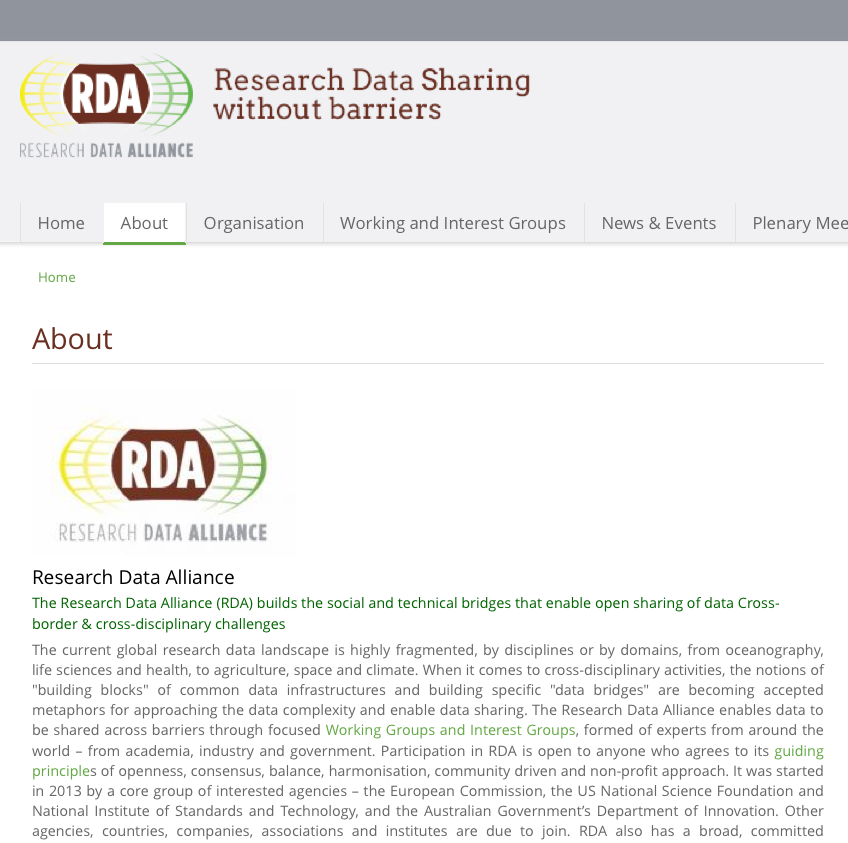 RDA
RESEARCH DATA ALLIANCE
Research Data Sharing
without barriers
Home
About
Organisation
Working and Interest Groups
News & Events
Plenary Mee
Home
About
RDA
RESEARCH DATA ALLIANCE
Research Data Alliance
The Research Data Alliance (RDA) builds the social and technical bridges that enable open sharing of data Cross-
border & cross-disciplinary challenges
The current global research data landscape is highly fragmented, by disciplines or by domains, from oceanography,
life sciences and health, to agriculture, space and climate. When it comes to cross-disciplinary activities, the notions of
"building blocks" of common data infrastructures and building specific "data bridges" are becoming accepted
metaphors for approaching the data complexity and enable data sharing. The Research Data Alliance enables data to
be shared across barriers through focused Working Groups and Interest Groups, formed of experts from around the
world – from academia, industry and government. Participation in RDA is open to anyone who agrees to its guiding
principles of openness, consensus, balance, harmonisation, community driven and non-profit approach. It was started
in 2013 by a core group of interested agencies – the European Commission, the US National Science Foundation and
National Institute of Standards and Technology, and the Australian Government’s Department of Innovation. Other
agencies, countries, companies, associations and institutes are due to join. RDA also has a broad, committed